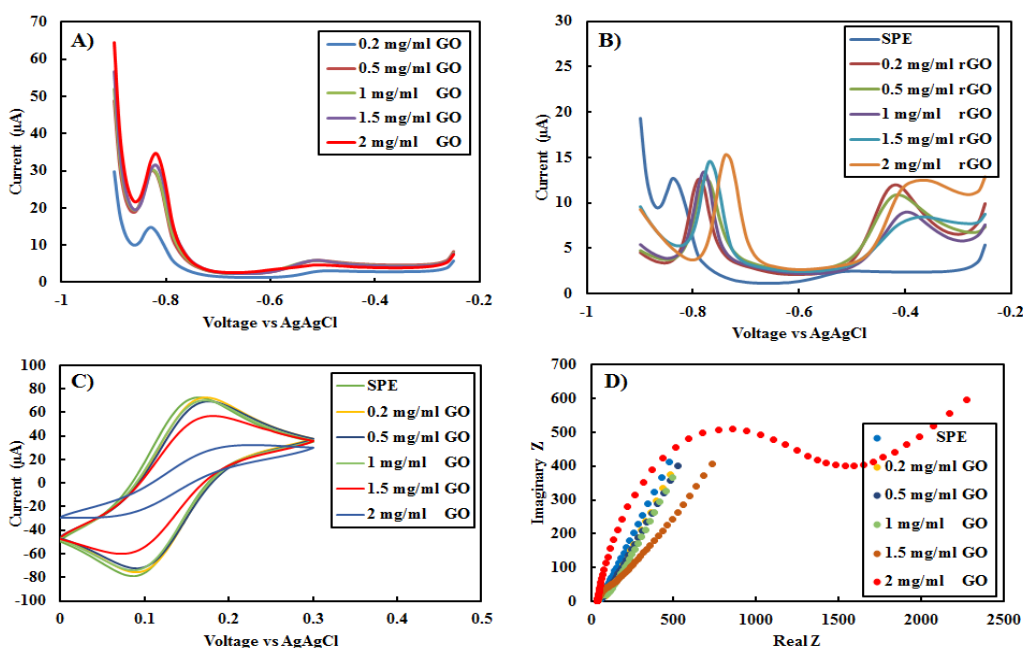 A)
70
60
50
40
30
20
10
0
-1
-0.8
-0.6
-0.4
-0.2
Current (µA)
Voltage vs AgAgCl
0.2 mg/ml GO
0.5 mg/ml GO
1 mg/ml GO
1.5 mg/ml GO
2 mg/ml GO
B)
30
25
20
15
10
5
0
-1
-0.8
-0.6
-0.4
-0.2
Current (µA)
Voltage vs AgAgCl
SPE
0.2 mg/ml rGO
0.5 mg/ml rGO
1 mg/ml rGO
1.5 mg/ml rGO
2 mg/ml rGO
C)
100
80
60
40
20
0
-20
-40
-60
-80
-100
0
0.1
0.2
0.3
0.4
0.5
Current (µA)
Voltage vs AgAgCl
SPE
0.2 mg/ml GO
0.5 mg/ml GO
1 mg/ml GO
1.5 mg/ml GO
2 mg/ml GO
D)
700
600
500
400
300
200
100
0
0
500
1000
1500
2000
2500
Imaginary Z
Real Z
SPE
0.2 mg/ml GO
0.5 mg/ml GO
1 mg/ml GO
1.5 mg/ml GO
2 mg/ml GO